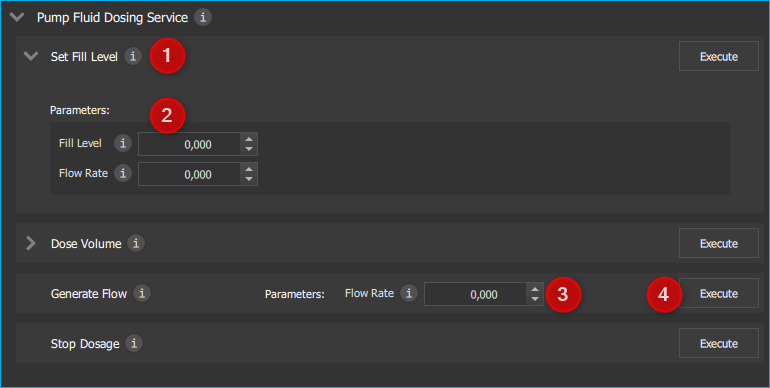 Pump Fluid Dosing Service i
Set Fill Level i 1 Execute
Parameters: 2
Fill Level i 0,000
Flow Rate i 0,000
Dose Volume i Execute
Generate Flow i Parameters: Flow Rate i 0,000 3 4 Execute
Stop Dosage i Execute